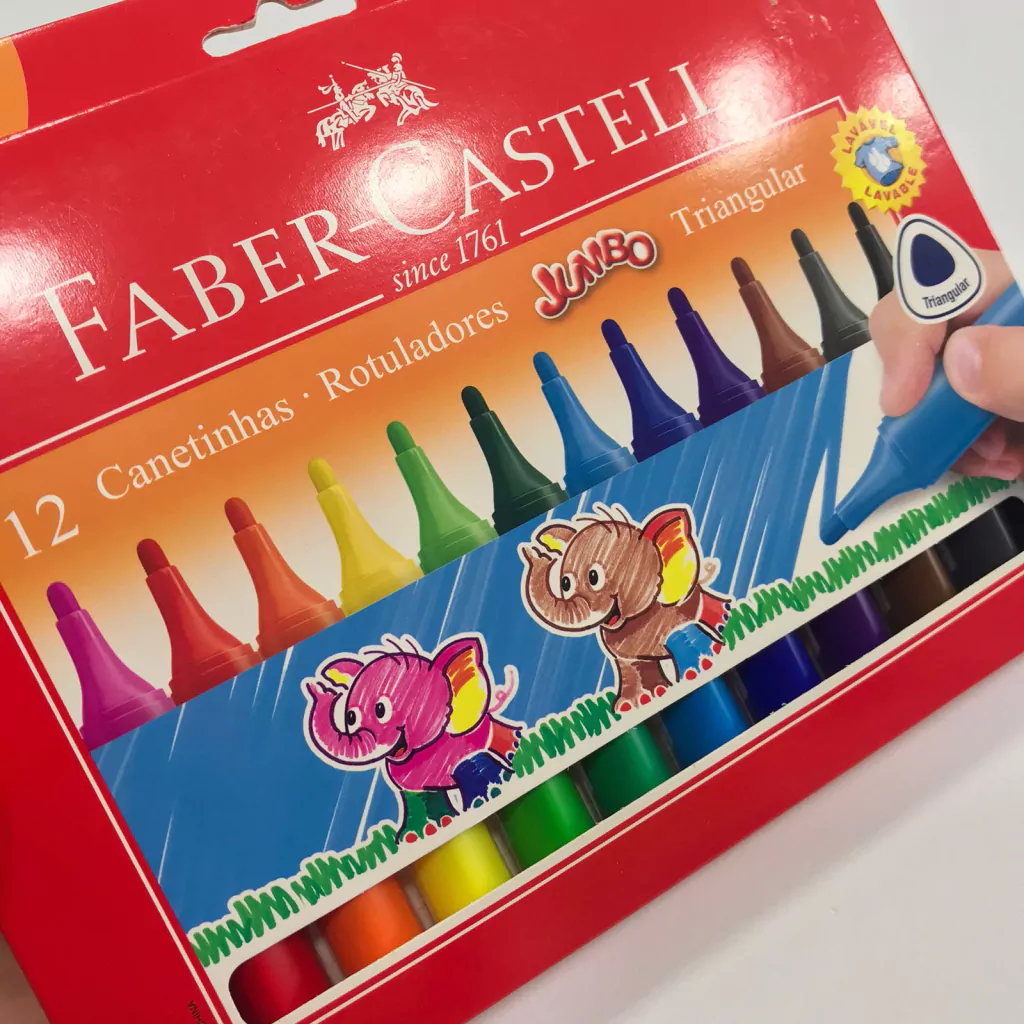 FABER-CASTELL
since 1761
12 Canetinhas · Rotuladores JUMBO Triangular
LAVÁVEL
LAVABLE
Triangular